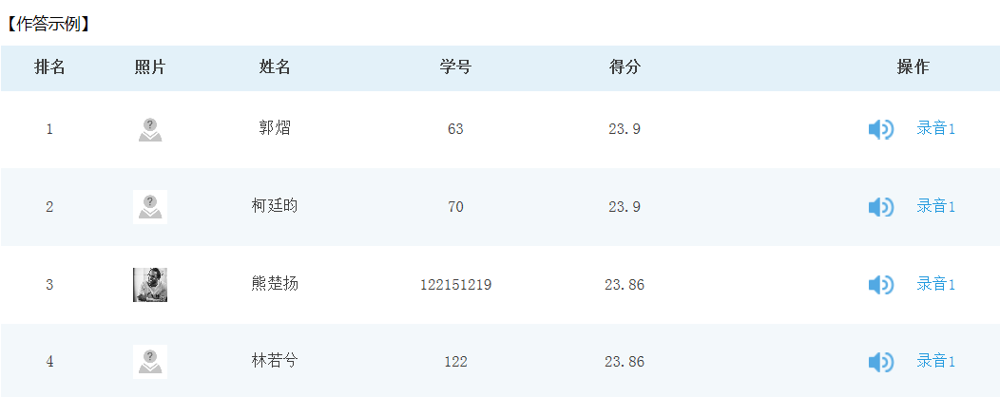 【作答示例】
排名 照片 姓名 学号 得分 操作
1 郭熠 63 23.9 录音1
2 柯廷昀 70 23.9 录音1
3 熊楚扬 122151219 23.86 录音1
4 林若兮 122 23.86 录音1